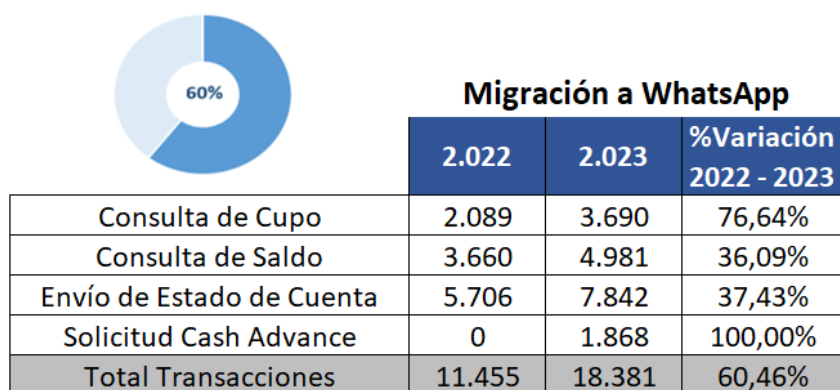 60%
Migración a WhatsApp
2.022 2.023 %Variación 2022 - 2023
Consulta de Cupo 2.089 3.690 76,64%
Consulta de Saldo 3.660 4.981 36,09%
Envío de Estado de Cuenta 5.706 7.842 37,43%
Solicitud Cash Advance 0 1.868 100,00%
Total Transacciones 11.455 18.381 60,46%